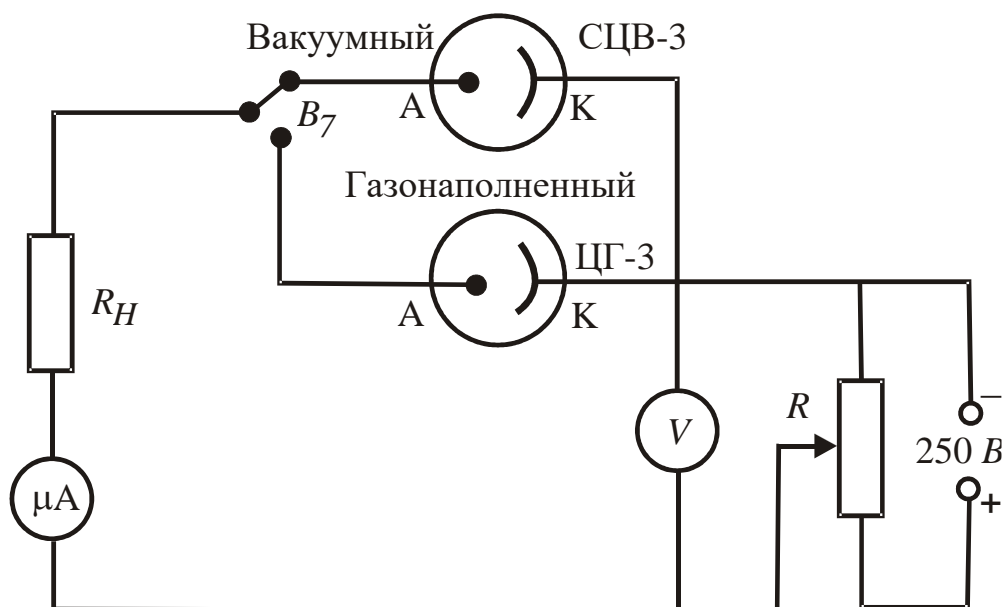 Вакуумный СЦВ-3
А К
B7
Газонаполненный
ЦГ-3
А К
RH
R
V
−
250 В
+
μA